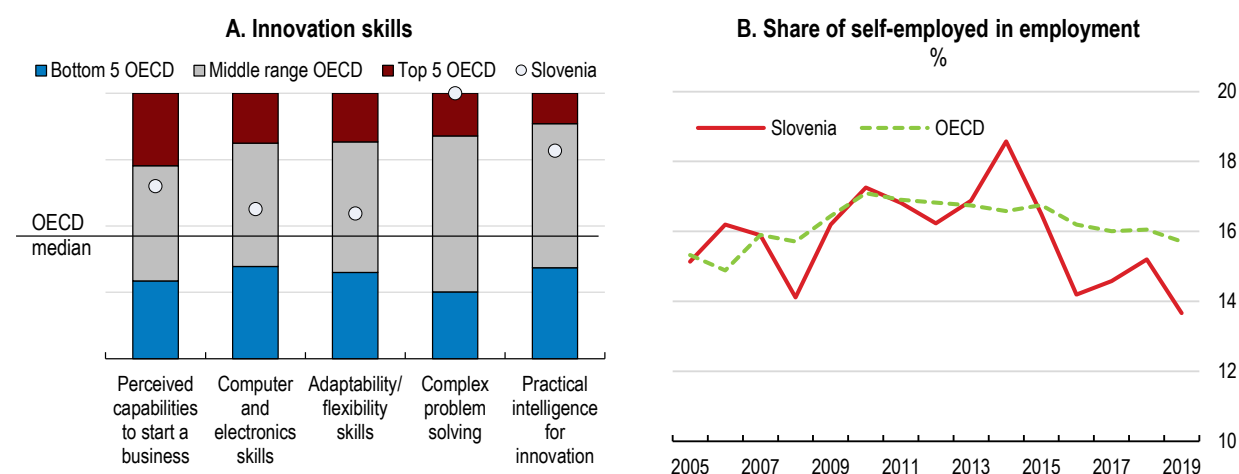 A. Innovation skills
Bottom 5 OECD Middle range OECD Top 5 OECD Slovenia
OECD
median
Perceived
capabilities
to start a
business
Computer
and
electronics
skills
Adaptability/
flexibility
skills
Complex
problem
solving
Practical
intelligence
for
innovation
B. Share of self-employed in employment
%
Slovenia OECD
20
18
16
14
12
10
2005 2007 2009 2011 2013 2015 2017 2019